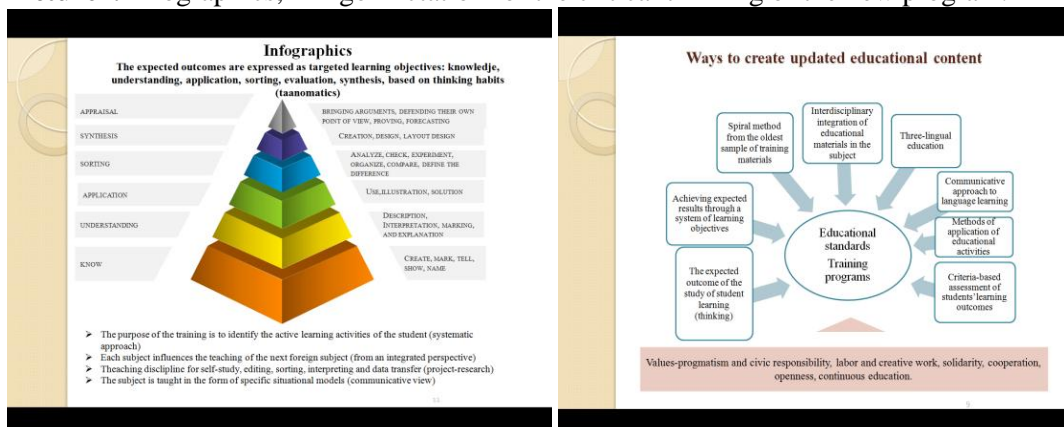 Infographics
The expected outcomes are expressed as targeted learning objectives: knowledje,
understanding, application, sorting, evaluation, synthesis, based on thinking habits
(taanomatics)
APPRAISAL
BRINGING ARGUMENTS, DEFENDING THEIR OWN
POINT OF VIEW, PROVING, FORECASTING
SYNTHESIS
CREATION, DESIGN, LAYOUT DESIGN
SORTING
ANALYZE, CHECK, EXPERIMENT,
ORGANIZE, COMPARE, DEFINE THE
DIFFERENCE
APPLICATION
USE,ILLUSTRATION, SOLUTION
UNDERSTANDING
DESCRIPTION,
INTERPRETATION, MARKING,
AND EXPLANATION
KNOW
CREATE, MARK, TELL,
SHOW, NAME
➤ The purpose of the training is to identify the active learning activities of the student (systematic
approach)
➤ Each subject influences the teaching of the next foreign subject (from an integrated perspective)
➤ Theaching disclipline for self-study, editing, sorting, interpreting and data transfer (project-research)
➤ The subject is taught in the form of specific situational models (communicative view)
Ways to create updated educational content
Spiral method
from the oldest
sample of training
materials
Interdisciplinary
integration of
educational
materials in the
subject
Three-lingual
education
Achieving expected
results through a
system of learning
objectives
Communicative
approach to
language learning
Methods of
application of
educational
activities
The expected
outcome of the
study of student
learning
(thinking)
Educational
standards
Training
programs
Criteria-based
assessment of
students'learning
outcomes
Values-progmatism and civic responsibility, labor and creative work, solidarity, cooperation,
openness, continuous education.
9